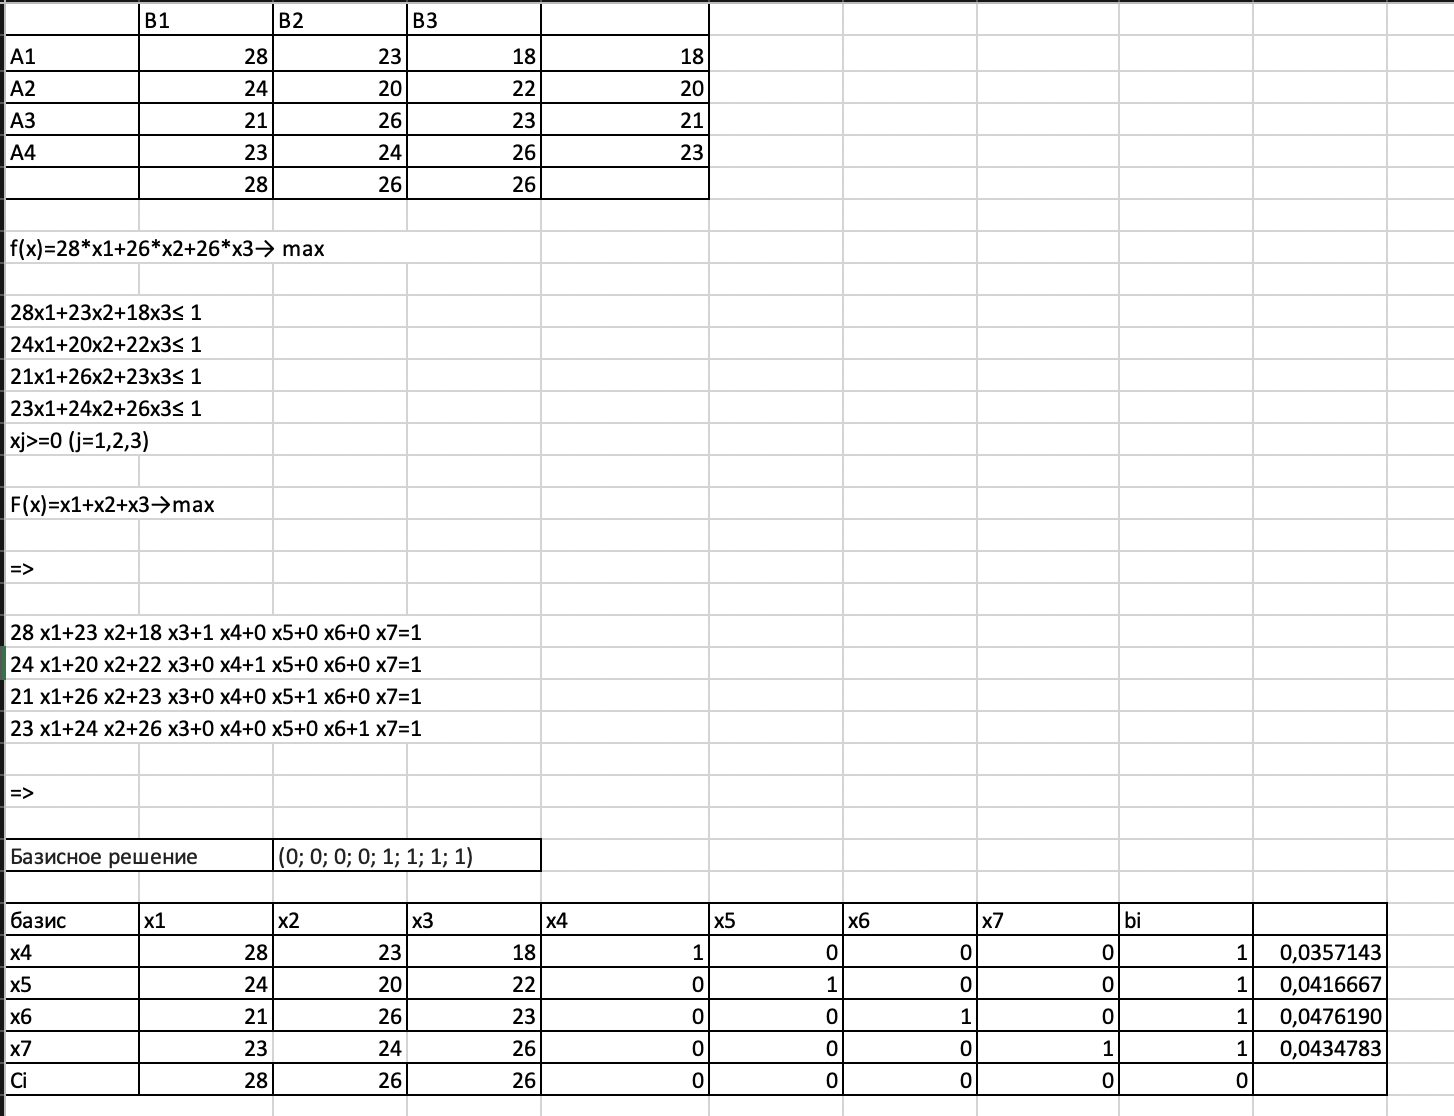 B1 B2 B3
A1 28 23 18 18
A2 24 20 22 20
A3 21 26 23 21
A4 23 24 26 23
28 26 26
f(x)=28*x1+26*x2+26*x3→ max
28x1+23x2+18x3≤ 1
24x1+20x2+22x3≤ 1
21x1+26x2+23x3≤ 1
23x1+24x2+26x3≤ 1
xj>=0 (j=1,2,3)
F(x)=x1+x2+x3→max
=>
28 x1+23 x2+18 x3+1 x4+0 x5+0 x6+0 x7=1
24 x1+20 x2+22 x3+0 x4+1 x5+0 x6+0 x7=1
21 x1+26 x2+23 x3+0 x4+0 x5+1 x6+0 x7=1
23 x1+24 x2+26 x3+0 x4+0 x5+0 x6+1 x7=1
=>
Базисное решение (0; 0; 0; 0; 1; 1; 1; 1)
базис x1 x2 x3 x4 x5 x6 x7 bi
x4 28 23 18 1 0 0 0 1 0,0357143
x5 24 20 22 0 1 0 0 1 0,0416667
x6 21 26 23 0 0 1 0 1 0,0476190
x7 23 24 26 0 0 0 1 1 0,0434783
Ci 28 26 26 0 0 0 0 0